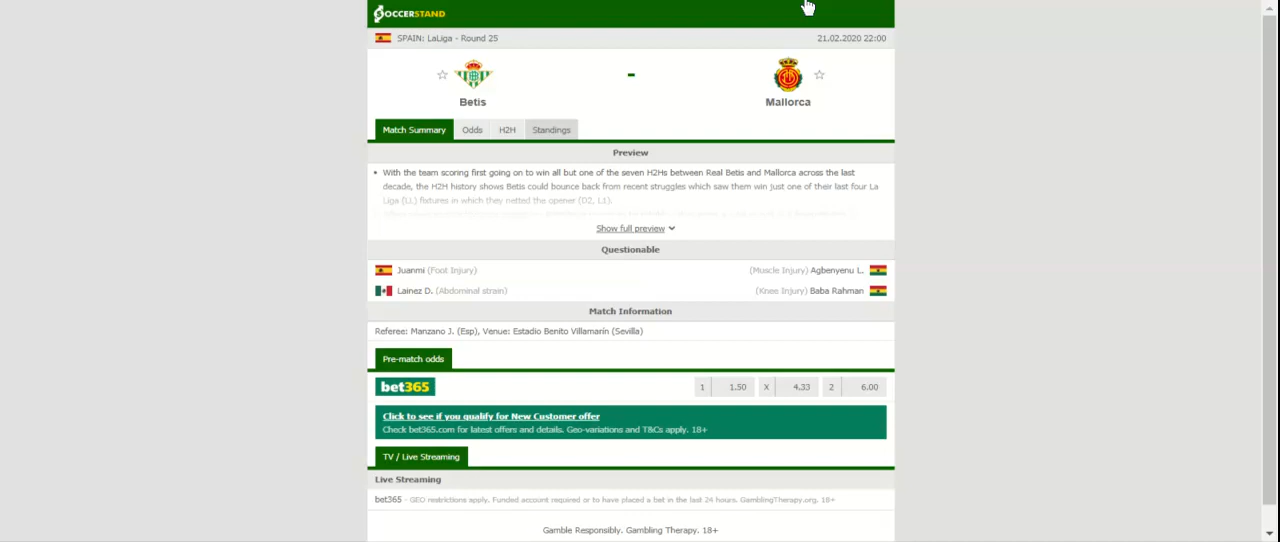 SOCCERSTAND
SPAIN: LaLiga - Round 25 21.02.2020 22:00
-
Betis Mallorca
Match Summary Odds H2H Standings
Preview
• With the team scoring first going on to win all but one of the seven H2Hs between Real Betis and Mallorca across the last
decade, the H2H history shows Betis could bounce back from recent struggles which saw them win just one of their last four La
Liga (LL) fixtures in which they netted the opener (D2, L1).
Show full preview
Questionable
Juanmi (Foot Injury) (Muscle Injury) Agbenyenu L.
Lainez D. (Abdominal strain) (Knee Injury) Baba Rahman
Match Information
Referee: Manzano J. (Esp), Venue: Estadio Benito Villamarín (Sevilla)
Pre-match odds
bet365 1 1.50 X 4.33 2 6.00
Click to see if you qualify for New Customer offer
Check bet365.com for latest offers and details. Geo-variations and T&Cs apply. 18+
TV / Live Streaming
Live Streaming
bet365 - GEO restrictions apply. Funded account required or to have placed a bet in the last 24 hours. GamblingTherapy.org. 18+
Gamble Responsibly. Gambling Therapy. 18+